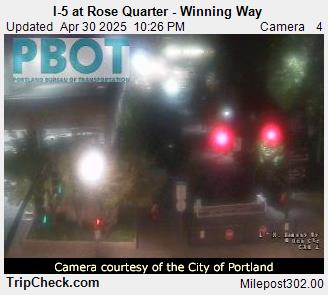 I-5 at Rose Quarter - Winning Way
Updated Apr 30 2025 10:26 PM Camera 4
PBOT
PORTLAND BUREAU OF TRANSPORTATION
Camera courtesy of the City of Portland
TripCheck.com Milepost302.00